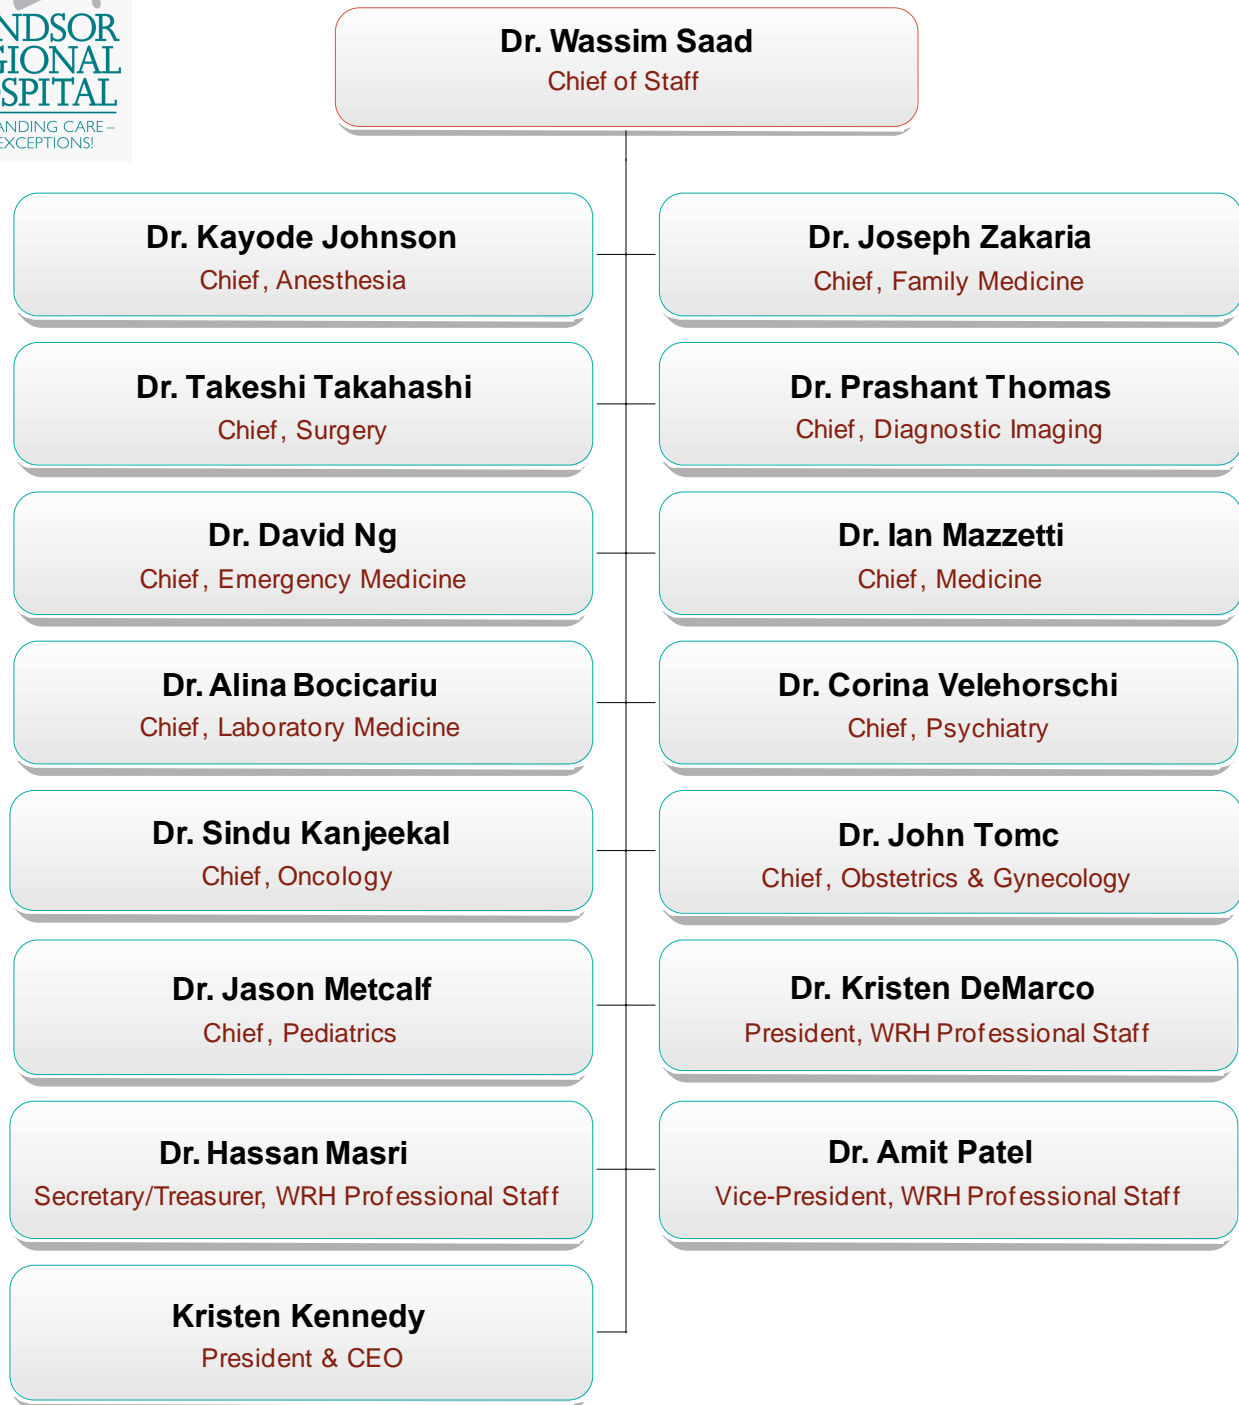 NDSOR
GIONAL
SPITAL
ANDING CARE –
EXCEPTIONS!
Dr. Wassim Saad
Chief of Staff
Dr. Kayode Johnson
Chief, Anesthesia
Dr. Joseph Zakaria
Chief, Family Medicine
Dr. Takeshi Takahashi
Chief, Surgery
Dr. Prashant Thomas
Chief, Diagnostic Imaging
Dr. David Ng
Chief, Emergency Medicine
Dr. Ian Mazzetti
Chief, Medicine
Dr. Alina Bocicariu
Chief, Laboratory Medicine
Dr. Corina Velehorschi
Chief, Psychiatry
Dr. Sindu Kanjeekal
Chief, Oncology
Dr. John Tomc
Chief, Obstetrics & Gynecology
Dr. Jason Metcalf
Chief, Pediatrics
Dr. Kristen DeMarco
President, WRH Professional Staff
Dr. Hassan Masri
Secretary/Treasurer, WRH Professional Staff
Dr. Amit Patel
Vice-President, WRH Professional Staff
Kristen Kennedy
President & CEO